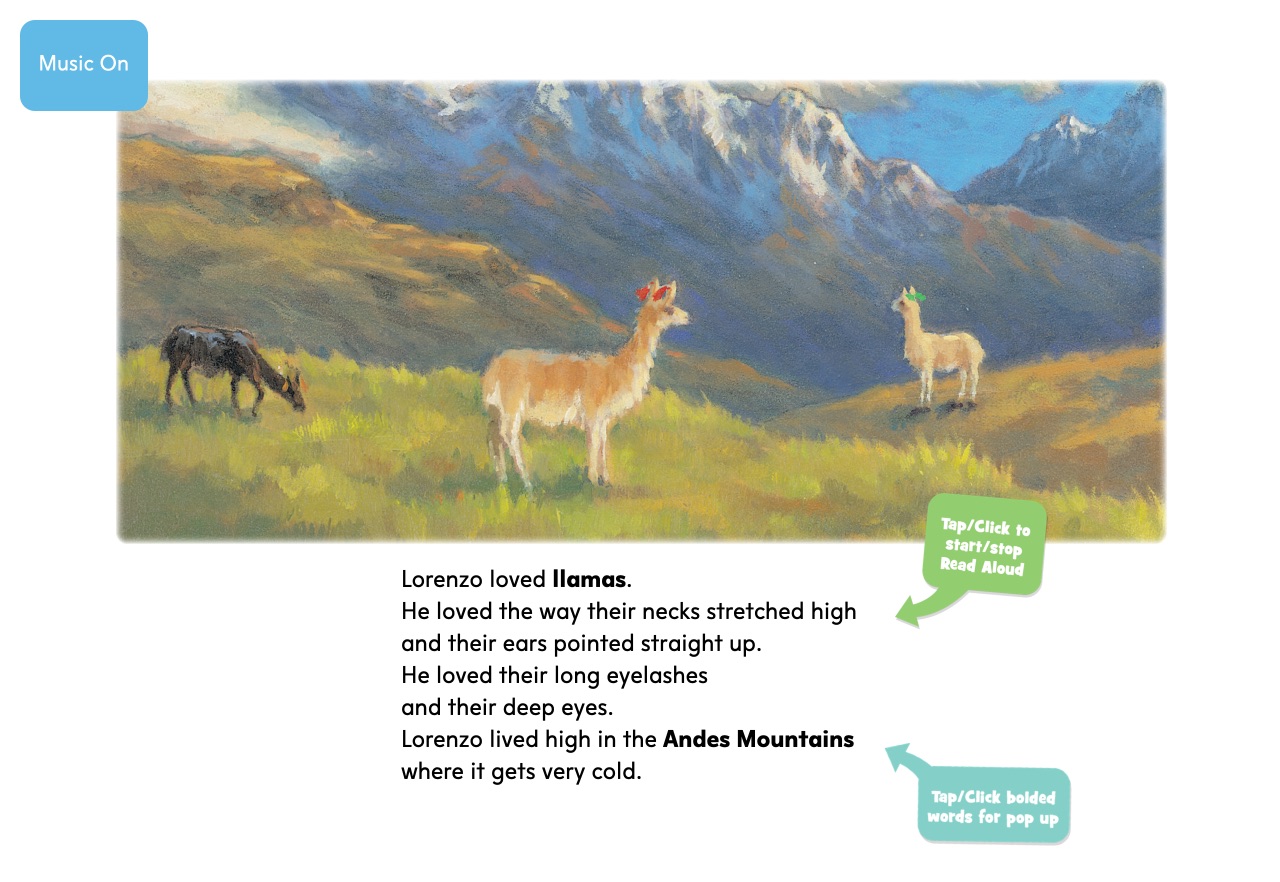 Music On
Lorenzo loved llamas.
He loved the way their necks stretched high
and their ears pointed straight up.
He loved their long eyelashes
and their deep eyes.
Lorenzo lived high in the Andes Mountains
where it gets very cold.
Tap/Click to
start/stop
Read Aloud
Tap/Click bolded
words for pop up